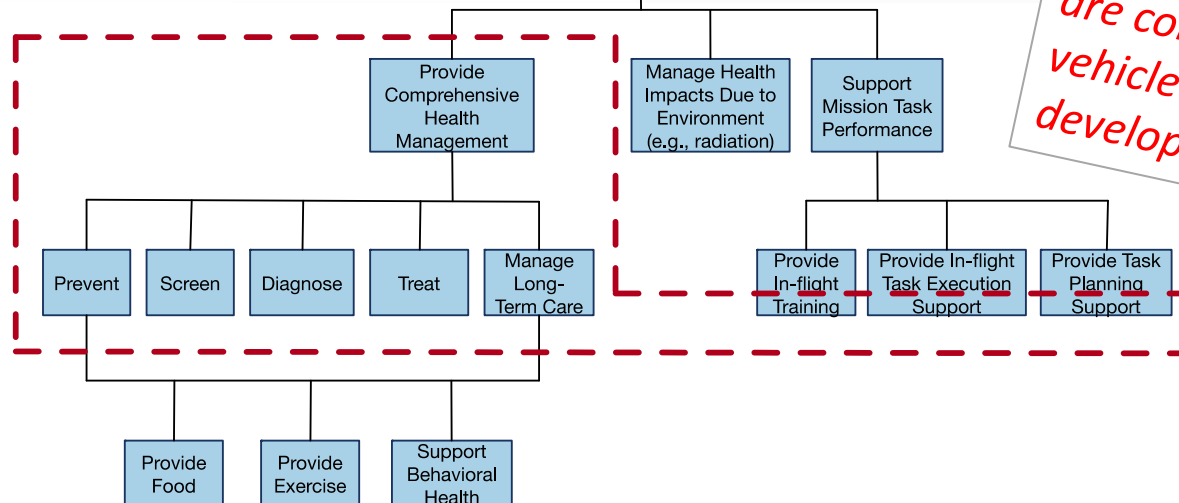 are
vehicle
develop
Provide
Comprehensive
Health
Management
Manage Health
Impacts Due to
Environment
(e.g., radiation)
Support
Mission Task
Performance
Prevent
Screen
Diagnose
Treat
Manage
Long-
Term Care
Provide
In-flight
Training
Provide In-flight
Task Execution
Support
Provide Task
Planning
Support
Provide
Food
Provide
Exercise
Support
Behavioral
Health